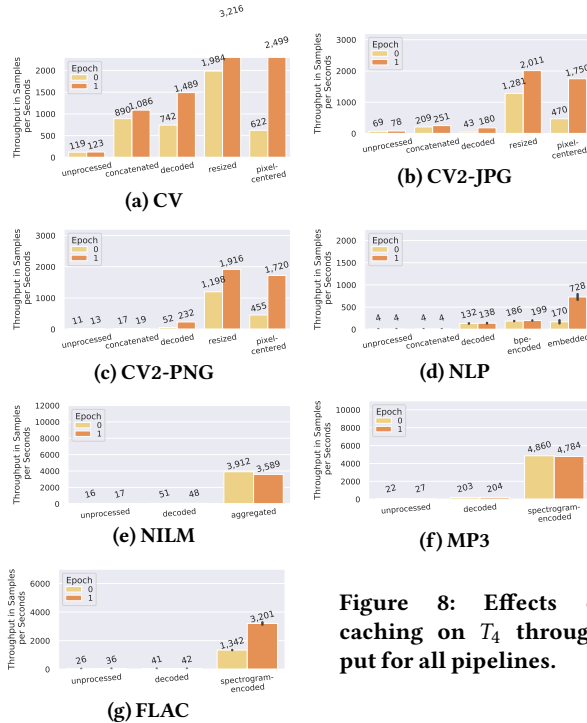 3,216
Throughput in Samples
per Seconds
2000
1500
1000
500
0
Epoch
0
1
119
123
890
1,086
742
1,489
1,984
622
2,499
unprocessed
concatenated
decoded
resized
pixel-
centered
(a) CV
Throughput in Samples
per Seconds
3000
2000
1000
0
Epoch
0
1
69
78
209
251
43
180
1,281
2,011
470
1,750
unprocessed
concatenated
decoded
resized
pixel-
centered
(b) CV2-JPG
Throughput in Samples
per Seconds
3000
2000
1000
0
Epoch
0
1
11
13
17
19
52
232
1,198
1,916
455
1,720
unprocessed
concatenated
decoded
resized
pixel-
centered
(c) CV2-PNG
Throughput in Samples
per Seconds
2000
1500
1000
500
0
Epoch
0
1
4
4
4
4
132
138
186
199
170
728
unprocessed
concatenated
decoded
bpe-
encoded
embedded
(d) NLP
Throughput in Samples
per Seconds
12000
10000
8000
6000
4000
2000
0
Epoch
0
1
16
17
51
48
3,912
3,589
unprocessed
decoded
aggregated
(e) NILM
Throughput in Samples
per Seconds
10000
8000
6000
4000
2000
0
Epoch
0
1
22
27
203
204
4,860
4,784
unprocessed
decoded
spectrogram-
encoded
(f) MP3
Throughput in Samples
per Seconds
6000
4000
2000
0
Epoch
0
1
26
36
41
42
1,342
3,201
unprocessed
decoded
spectrogram-
encoded
(g) FLAC
Figure 8: Effects
caching on T4 through
put for all pipelines.